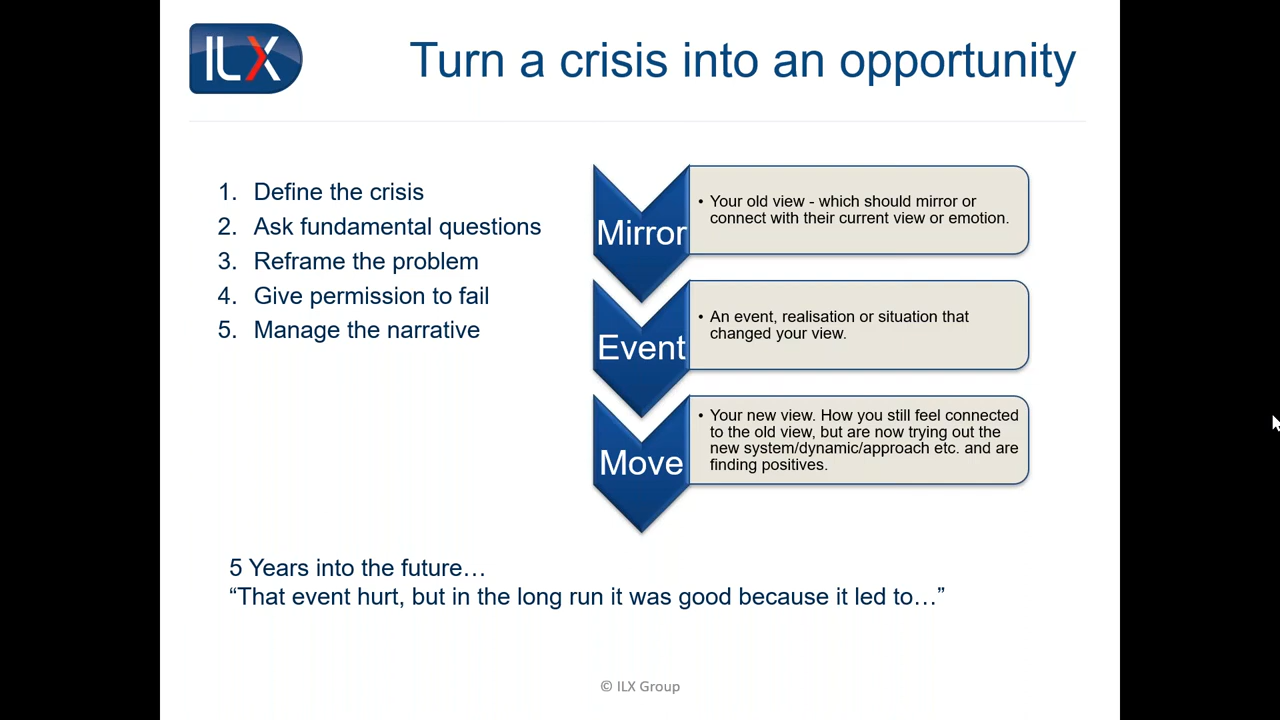 ILX
Turn a crisis into an opportunity
1. Define the crisis
2. Ask fundamental questions
3. Reframe the problem
4. Give permission to fail
5. Manage the narrative
Mirror
• Your old view - which should mirror or
connect with their current view or emotion.
Event
• An event, realisation or situation that
changed your view.
Move
• Your new view. How you still feel connected
to the old view, but are now trying out the
new system/dynamic/approach etc. and are
finding positives.
5 Years into the future…
“That event hurt, but in the long run it was good because it led to…”
© ILX Group